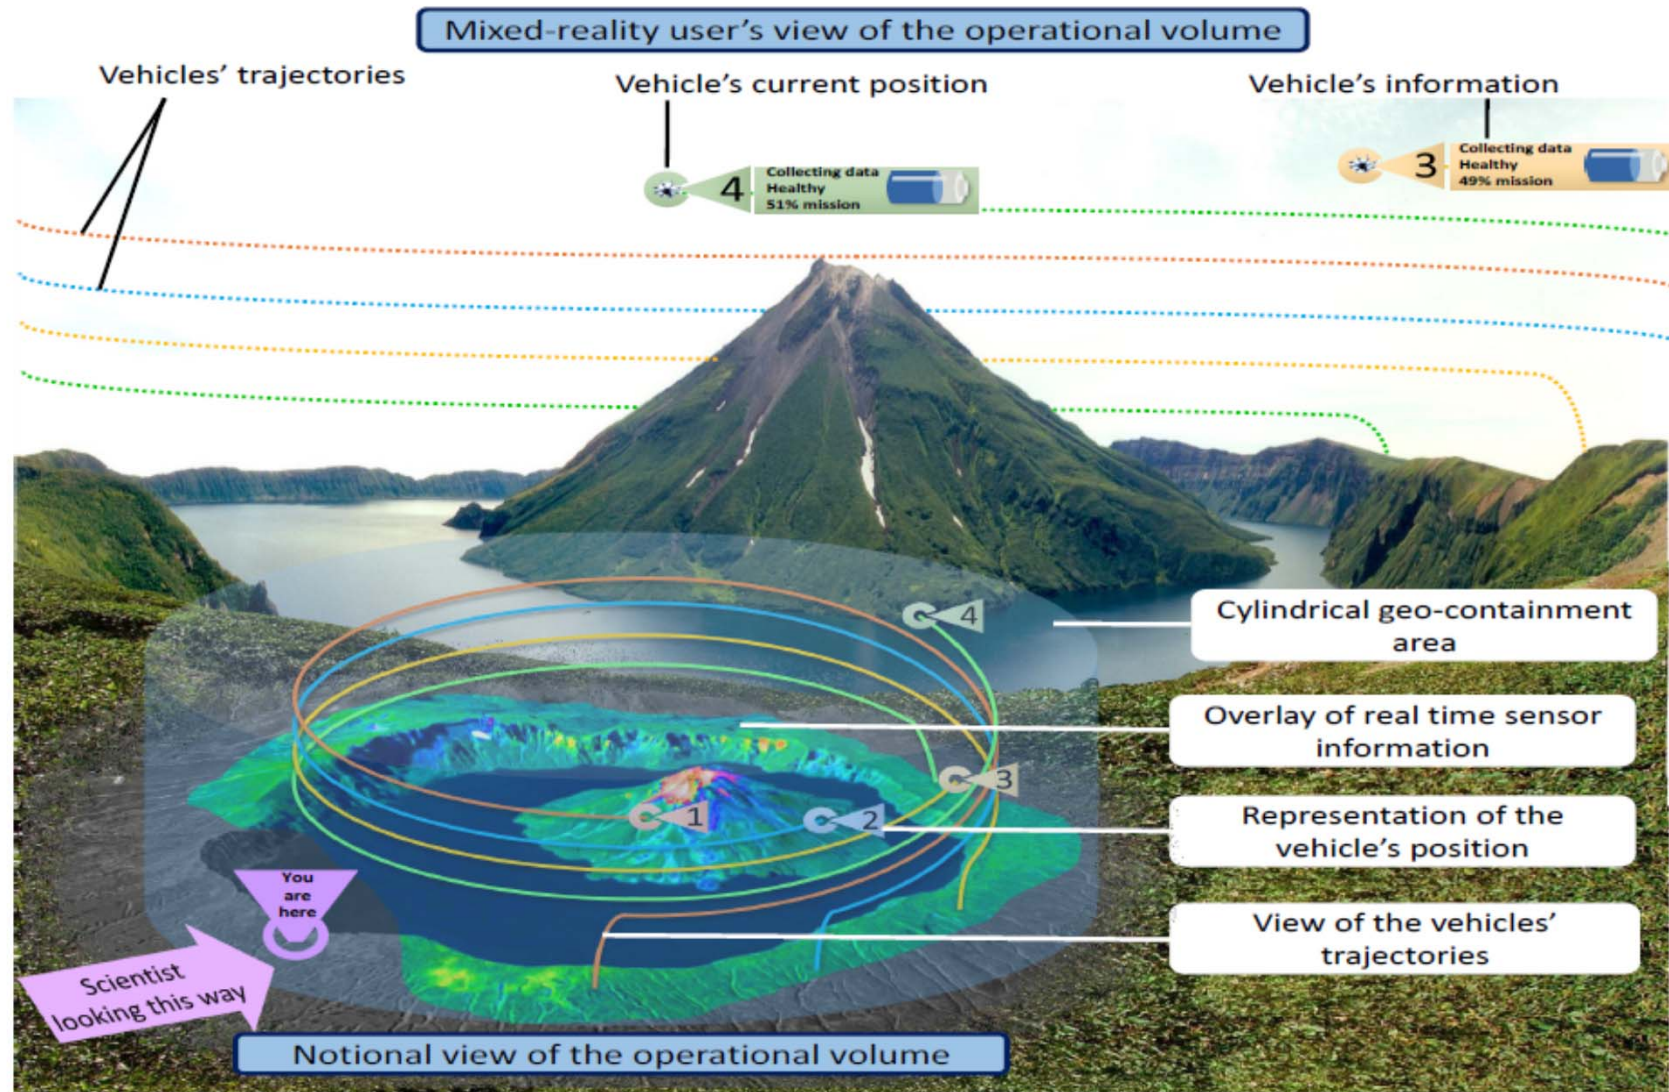 Mixed-reality user's view of the operational volume
Vehicles' trajectories
Vehicle's current position
Vehicle's information
4
Collecting data
Healthy
51% mission
3
Collecting data
Healthy
49% mission
4
Cylindrical geo-containment
area
Overlay of real time sensor
information
3
1
2
Representation of the
vehicle's position
You
are
here
View of the vehicles'
trajectories
Scientist
looking this way
Notional view of the operational volume